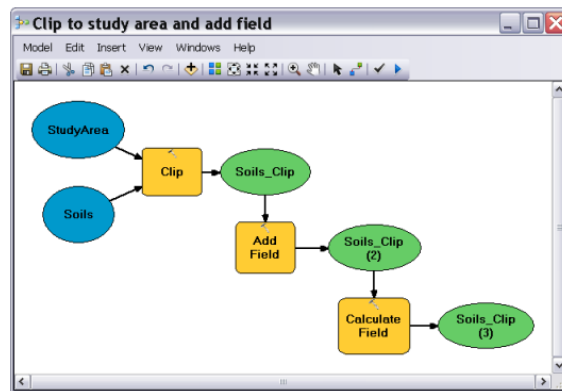 Clip to study area and add field
Model Edit Insert View Windows Help
StudyArea
Clip
Soils_Clip
Soils
Add
Field
Soils_Clip
(2)
Calculate
Field
Soils_Clip
(3)